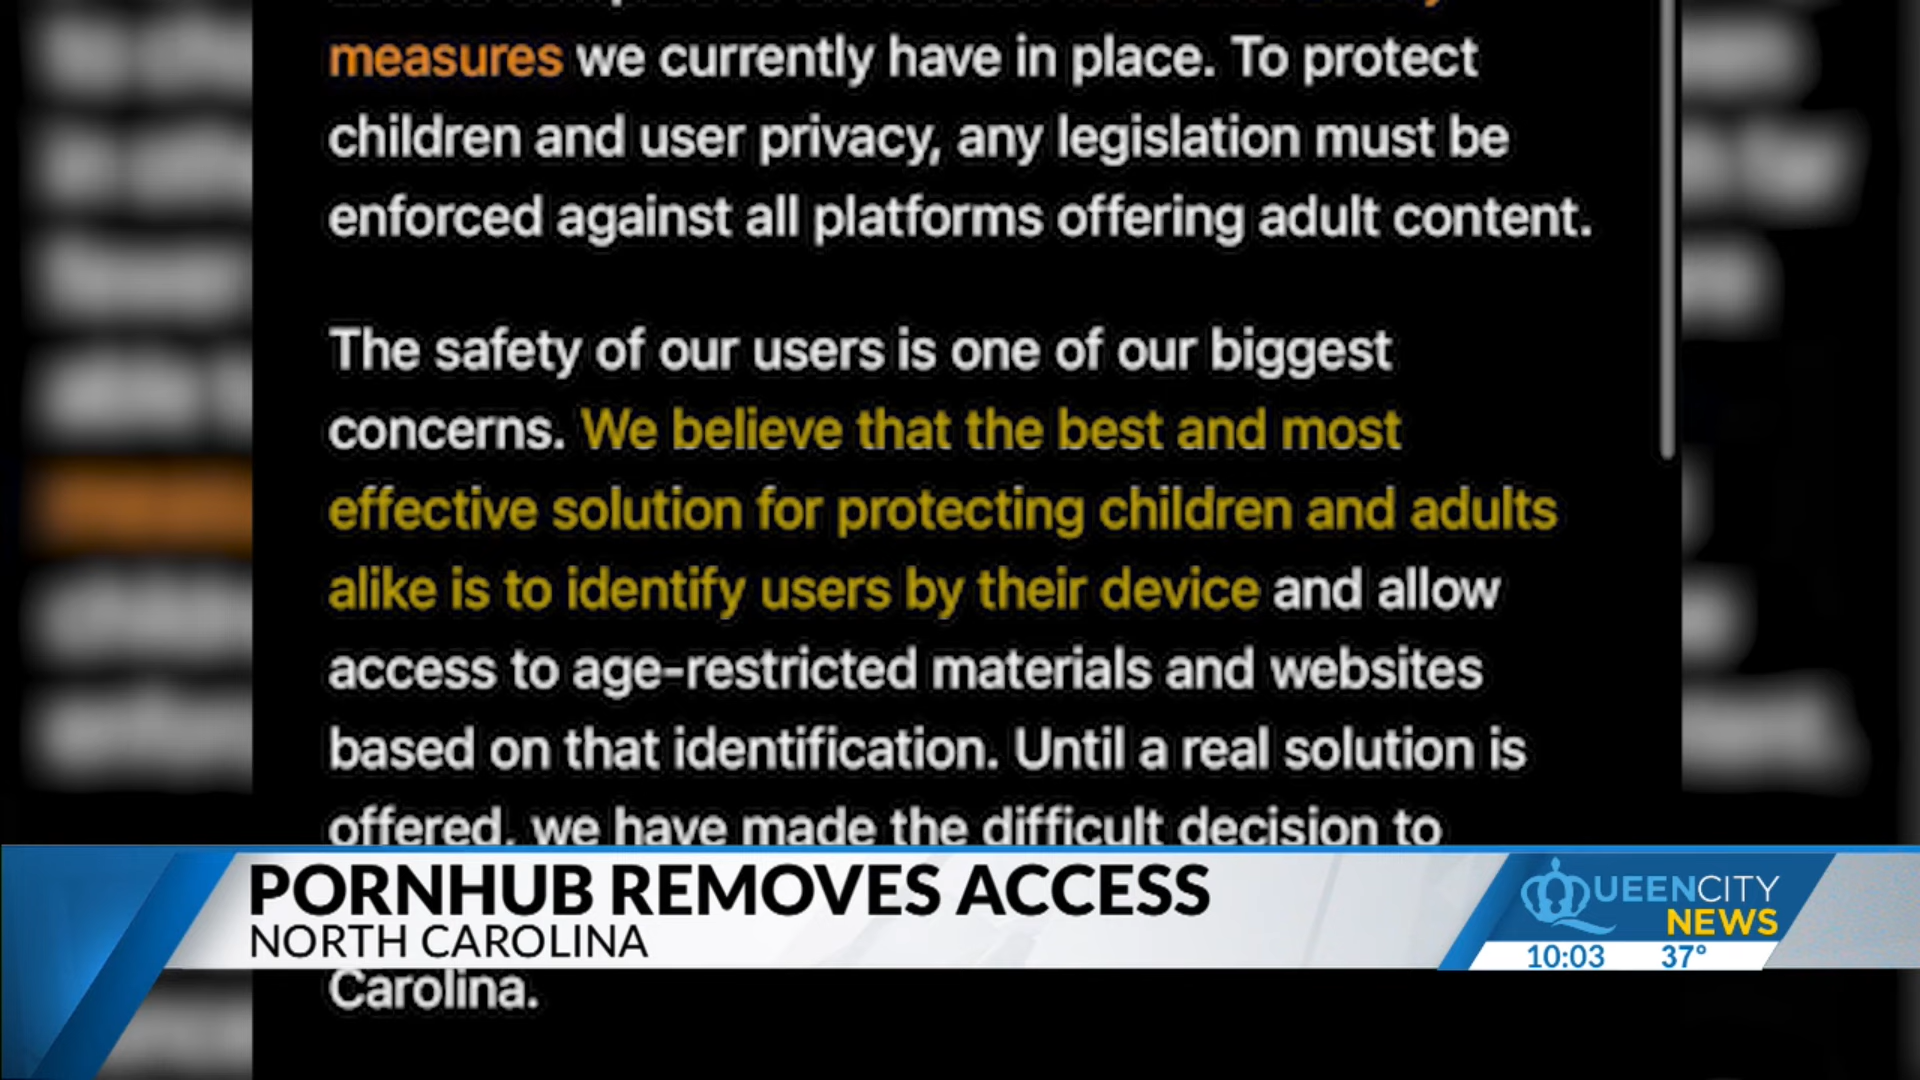 measures we currently have in place. To protect
children and user privacy, any legislation must be
enforced against all platforms offering adult content.
The safety of our users is one of our biggest
concerns. We believe that the best and most
effective solution for protecting children and adults
alike is to identify users by their device and allow
access to age-restricted materials and websites
based on that identification. Until a real solution is
offered, we have made the difficult decision to
PORNHUB REMOVES ACCESS
NORTH CAROLINA
QUEENCITY
NEWS
10:03 37°
Carolina.